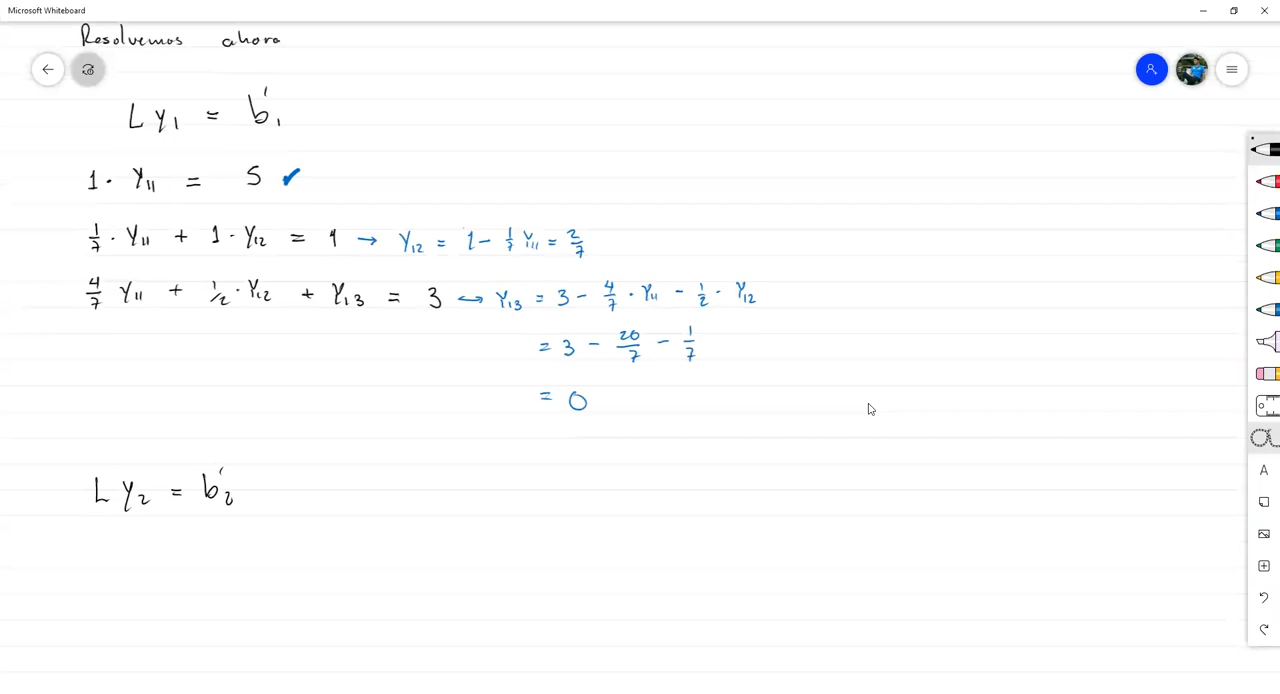 Microsoft Whiteboard
Resolvemos ahora
L y₁ = b'₁
1 · Y₁₁ = 5 ✓
1/7 · Y₁₁ + 1 · Y₁₂ = 1 → Y₁₂ = 1 - 1/7 Y₁₁ = 2/7
4/7 Y₁₁ + 1/2 · Y₁₂ + Y₁₃ = 3 ↔ Y₁₃ = 3 - 4/7 · Y₁₁ - 1/2 · Y₁₂
= 3 - 20/7 - 1/7
= 0
L y₂ = b'₂